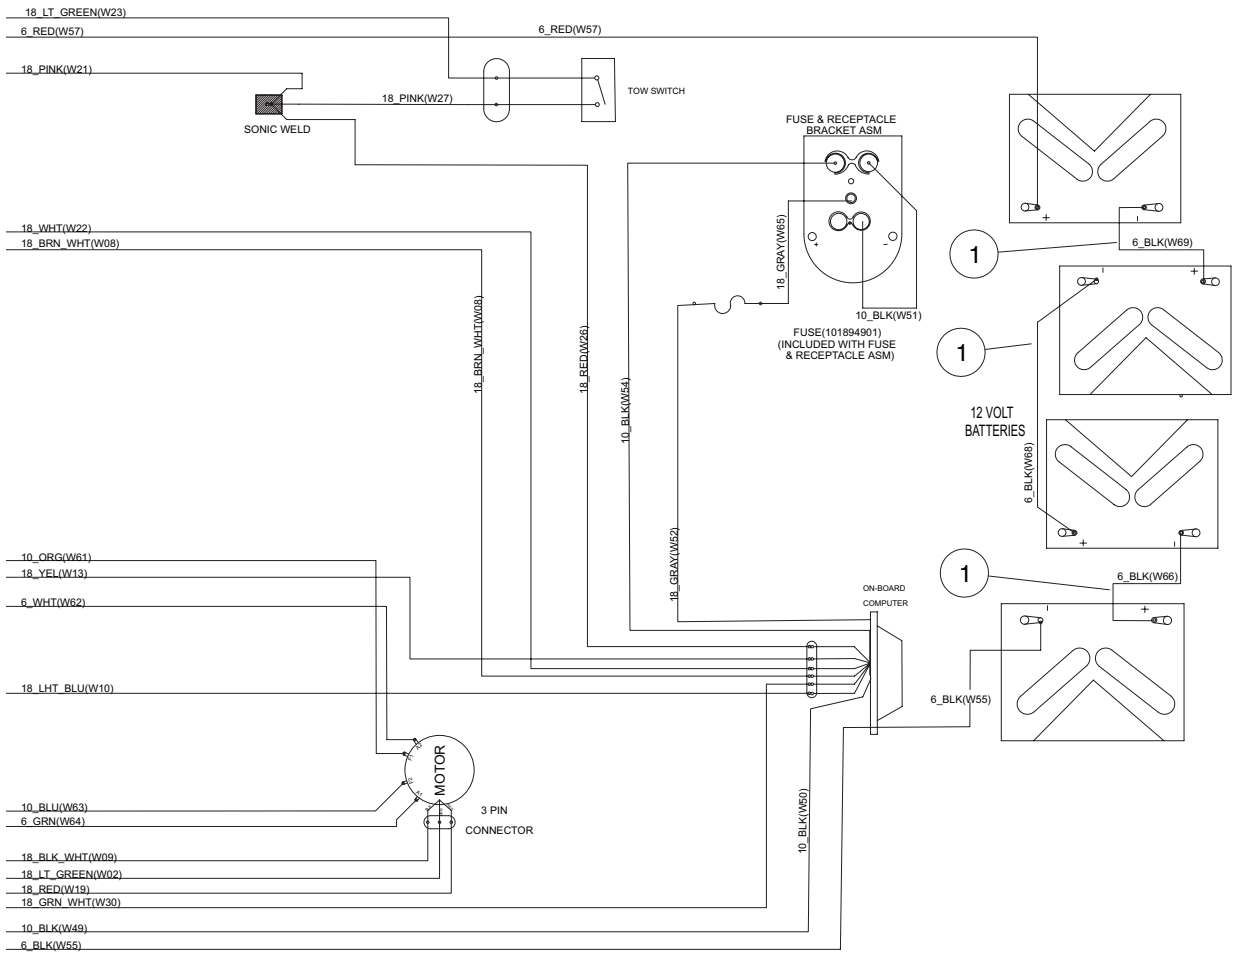 18_LT_GREEN(W23)
6_RED(W57)
6_RED(W57)
18_PINK(W21)
18_PINK(W27)
TOW SWITCH
SONIC WELD
FUSE & RECEPTACLE
BRACKET ASM
+
−
18_WHT(W22)
18_BRN_WHT(W08)
18_GRAY(W65)
10_BLK(W51)
FUSE(101894901)
(INCLUDED WITH FUSE
& RECEPTACLE ASM)
+
−
1
6_BLK(W69)
−
+
1
18_BRN_WHT(W08)
18_RED(W26)
10_BLK(W54)
12 VOLT
BATTERIES
6_BLK(W68)
+
−
18_GRAY(W52)
10_ORG(W61)
18_YEL(W13)
6_WHT(W62)
1
6_BLK(W66)
ON-BOARD
COMPUTER
−
+
18_LHT_BLU(W10)
6_BLK(W55)
MOTOR
A2
F1
F2
A1
10_BLU(W63)
6_GRN(W64)
3 PIN
CONNECTOR
10_BLK(W50)
18_BLK_WHT(W09)
18_LT_GREEN(W02)
18_RED(W19)
18_GRN_WHT(W30)
10_BLK(W49)
6_BLK(W55)